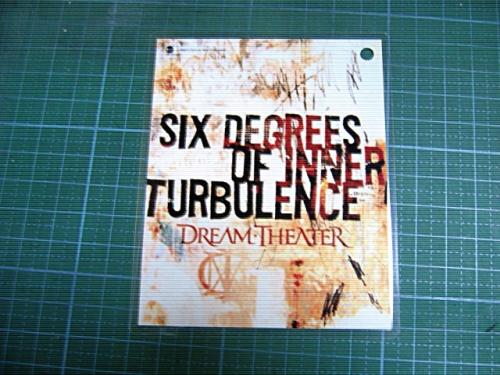 SIX DEGREES
OF INNER
TURBULENCE
DREAM THEATER